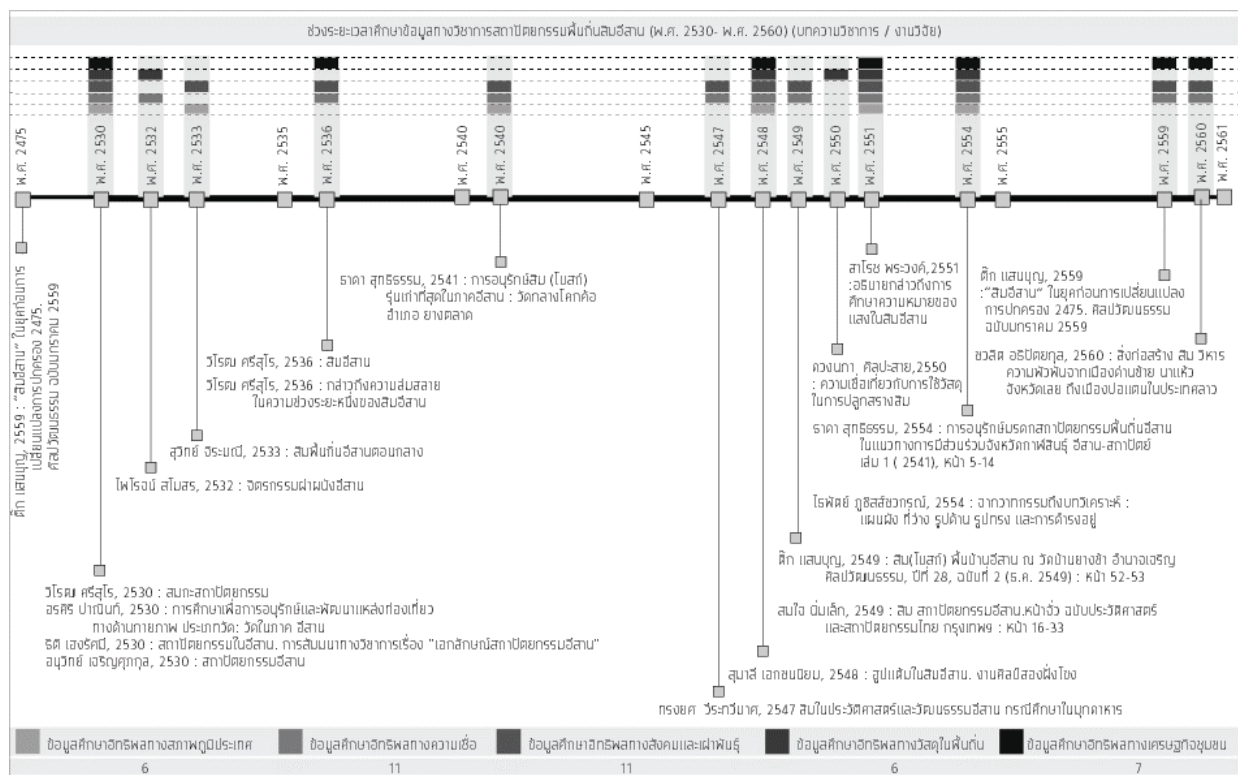 ช่วงระยะเวลาศึกษาข้อมูลทางวิชาการสถาปัตยกรรมพื้นถิ่นสิมอีสาน (พ.ศ. 2530- พ.ศ. 2560) (บทความวิชาการ / งานวิจัย)
พ.ศ. 2475
พ.ศ. 2530
พ.ศ. 2532
พ.ศ. 2533
พ.ศ. 2535
พ.ศ. 2536
พ.ศ. 2540
พ.ศ. 2540
พ.ศ. 2545
พ.ศ. 2547
พ.ศ. 2548
พ.ศ. 2549
พ.ศ. 2550
พ.ศ. 2551
พ.ศ. 2554
พ.ศ. 2555
พ.ศ. 2559
พ.ศ. 2560
พ.ศ. 2561
ติ๊ก แสนบุญ, 2559 : "สิมอีสาน" ในยุคก่อนการ
เปลี่ยนแปลงการปกครอง 2475.
ศิลปวัฒนธรรม ฉบับมกราคม 2559
วิโรฒ ศรีสุโร, 2530 : สมถะสถาปัตยกรรม
อรศิริ ปาณินท์, 2530 : การศึกษาเพื่อการอนุรักษ์และพัฒนาแหล่งท่องเที่ยว
ทางด้านกายภาพ ประเภทวัด: วัดในภาค อีสาน
ธิติ เฮงรัศมี, 2530 : สถาปัตยกรรมในอีสาน. การสัมมนาทางวิชาการเรื่อง "เอกลักษณ์สถาปัตยกรรมอีสาน"
อนุวิทย์ เจริญศุภกุล, 2530 : สถาปัตยกรรมอีสาน
ไพโรจน์ สโมสร, 2532 : จิตรกรรมฝาผนังอีสาน
สุวิทย์ จิระมณี, 2533 : สิมพื้นถิ่นอีสานตอนกลาง
วิโรฒ ศรีสุโร, 2536 : สิมอีสาน
วิโรฒ ศรีสุโร, 2536 : กล่าวถึงความล่มสลาย
ในความช่วงระยะหนึ่งของสิมอีสาน
ธาดา สุทธิธรรม, 2541 : การอนุรักษ์สิม (โบสถ์)
รุ่นเก่าที่สุดในภาคอีสาน : วัดกลางโคกค้อ
อำเภอ ยางตลาด
ทรงยศ วีระทวีมาศ, 2547 สิมในประวัติศาสตร์และวัฒนธรรมอีสาน กรณีศึกษาในมุกดาหาร
สุมาลี เอกชนนิยม, 2548 : ฮูปแต้มในสิมอีสาน. งานศิลป์สองฝั่งโขง
สมใจ นิ่มเล็ก, 2549 : สิม สถาปัตยกรรมอีสาน.หน้าจั่ว ฉบับประวัติศาสตร์
และสถาปัตยกรรมไทย กรุงเทพฯ : หน้า 16-33
ติ๊ก แสนบุญ, 2549 : สิม(โบสถ์) พื้นบ้านอีสาน ณ วัดบ้านยางช้า อำนาจเจริญ
ศิลปวัฒนธรรม, ปีที่ 28, ฉบับที่ 2 (ธ.ค. 2549) : หน้า 52-53
ไธพัตย์ ภูชิสส์ชวกรณ์, 2554 : จากวาทกรรมถึงบทวิเคราะห์ :
แผนผัง ที่ว่าง รูปด้าน รูปทรง และการดำรงอยู่
ธาดา สุทธิธรรม, 2554 : การอนุรักษ์มรดกสถาปัตยกรรมพื้นถิ่นอีสาน
ในแนวทางการมีส่วนร่วมจังหวัดกาฬสินธุ์ อีสาน-สถาปัตย์
เล่ม 1 ( 2541), หน้า 5-14
ดวงนภา ศิลปะสาย,2550
: ความเชื่อเกี่ยวกับการใช้วัสดุ
ในการปลูกสร้างสิม
สาโรช พระวงค์,2551
:อธิบายกล่าวถึงการ
ศึกษาความหมายของ
แสงในสิมอีสาน
ติ๊ก แสนบุญ, 2559
:"สิมอีสาน" ในยุคก่อนการเปลี่ยนแปลง
การปกครอง 2475. ศิลปวัฒนธรรม
ฉบับมกราคม 2559
ชวลิต อธิปัตยกุล, 2560 : สิ่งก่อสร้าง สิม วิหาร
ความพัวพันจากเมืองด่านซ้าย นาแห้ว
จังหวัดเลย ถึงเมืองบ่อแตนในประเทศลาว
ข้อมูลศึกษาอิทธิพลทางสภาพภูมิประเทศ
ข้อมูลศึกษาอิทธิพลทางความเชื่อ
ข้อมูลศึกษาอิทธิพลทางสังคมและเผ่าพันธุ์
ข้อมูลศึกษาอิทธิพลทางวัสดุในพื้นถิ่น
ข้อมูลศึกษาอิทธิพลทางเศรษฐกิจชุมชน
6
11
11
6
7